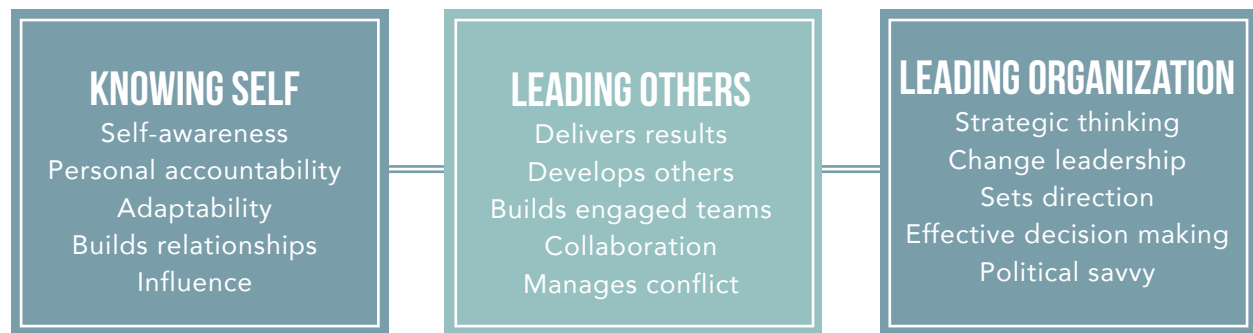 KNOWING SELF
Self-awareness
Personal accountability
Adaptability
Builds relationships
Influence
LEADING OTHERS
Delivers results
Develops others
Builds engaged teams
Collaboration
Manages conflict
LEADING ORGANIZATION
Strategic thinking
Change leadership
Sets direction
Effective decision making
Political savvy